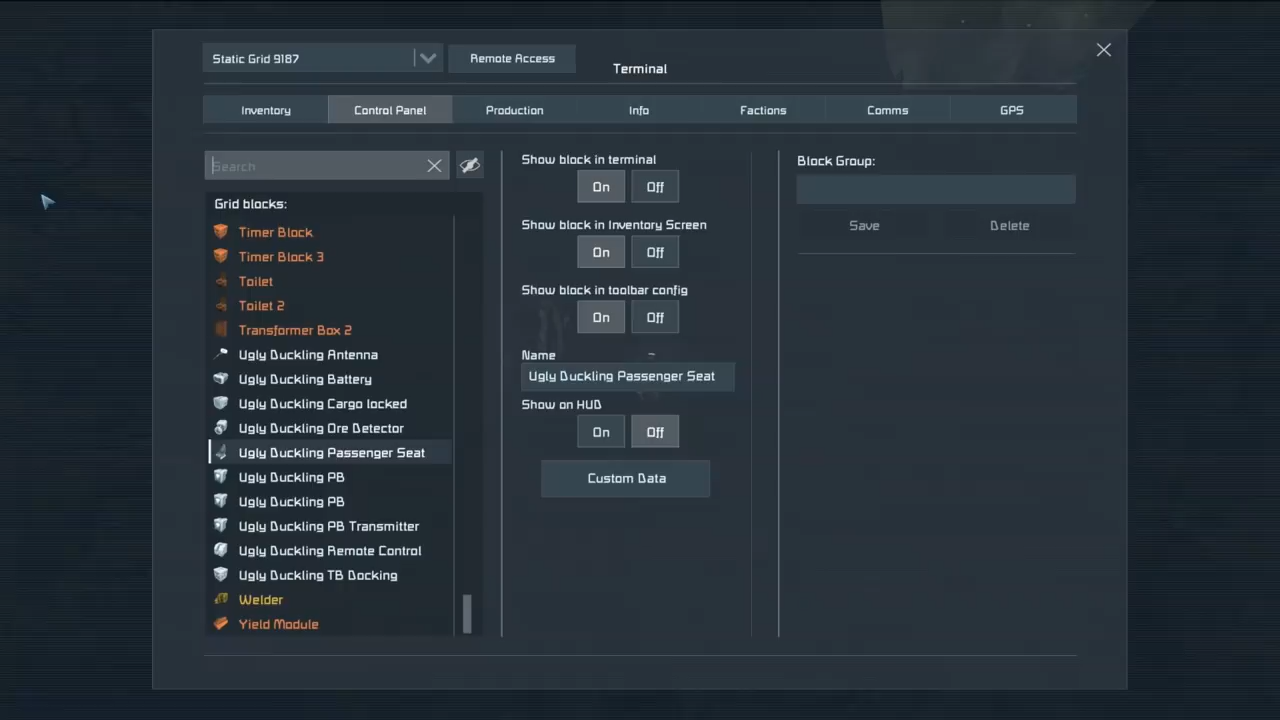 Static Grid 9187
Remote Access
Terminal
Inventory
Control Panel
Production
Info
Factions
Comms
GPS
Search
Grid blocks:
Timer Block
Timer Block 3
Toilet
Toilet 2
Transformer Box 2
Ugly Duckling Antenna
Ugly Duckling Battery
Ugly Duckling Cargo locked
Ugly Duckling Ore Detector
Ugly Duckling Passenger Seat
Ugly Duckling PB
Ugly Duckling PB
Ugly Duckling PB Transmitter
Ugly Duckling Remote Control
Ugly Duckling TB Docking
Welder
Yield Module
Show block in terminal
On Off
Show block in Inventory Screen
On Off
Show block in toolbar config
On Off
Name
Ugly Duckling Passenger Seat
Show on HUD
On Off
Custom Data
Block Group:
Save
Delete